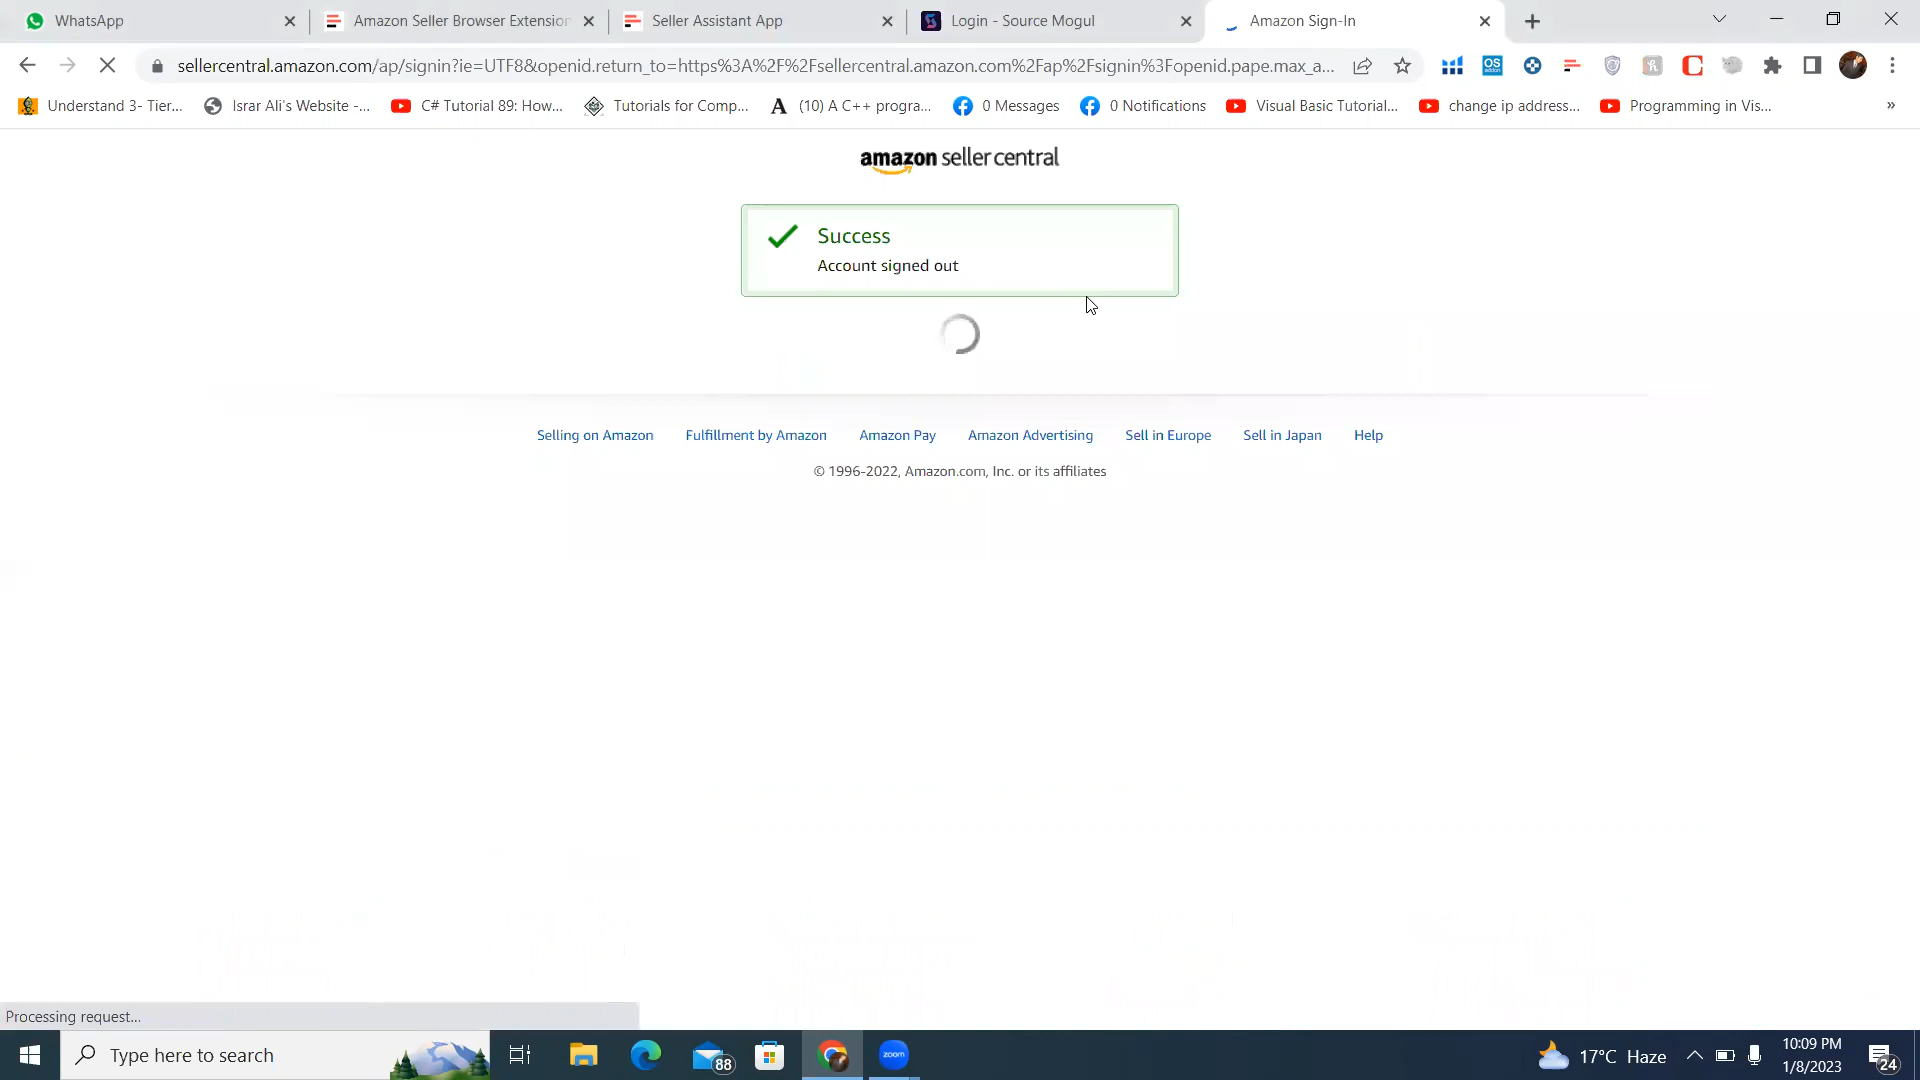 WhatsApp
Amazon Seller Browser Extension
Seller Assistant App
Login - Source Mogul
Amazon Sign-In
sellercentral.amazon.com/ap/signin?ie=UTF8&openid.return_to=https%3A%2F%2Fsellercentral.amazon.com%2Fap%2Fsignin%3Fopenid.pape.max_a...
Understand 3- Tier...
Israr Ali's Website -...
C# Tutorial 89: How...
Tutorials for Comp...
(10) A C++ progra...
0 Messages
0 Notifications
Visual Basic Tutorial...
change ip address...
Programming in Vis...
»
amazon seller central
Success
Account signed out
Selling on Amazon
Fulfillment by Amazon
Amazon Pay
Amazon Advertising
Sell in Europe
Sell in Japan
Help
© 1996-2022, Amazon.com, Inc. or its affiliates
Processing request...
Type here to search
88
zoom
17°C Haze
10:09 PM
1/8/2023
24